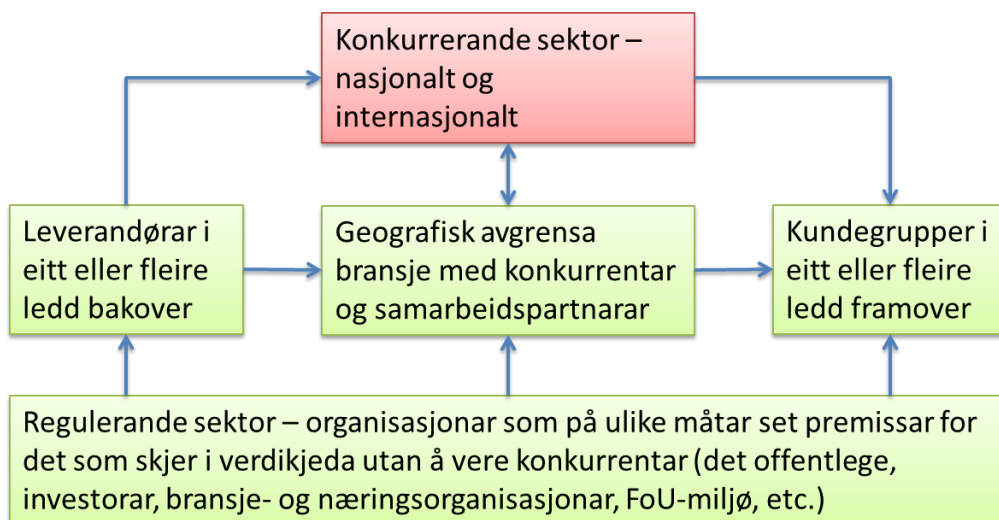 Konkurrerande sektor –
nasjonalt og
internasjonalt
Leverandørar i
eitt eller fleire
ledd bakover
Geografisk avgrensa
bransje med konkurrentar
og samarbeidspartnarar
Kundegrupper i
eitt eller fleire
ledd framover
Regulerande sektor – organisasjonar som på ulike måtar set premissar for
det som skjer i verdikjeda utan å vere konkurrentar (det offentlege,
investorar, bransje- og næringsorganisasjonar, FoU-miljø, etc.)